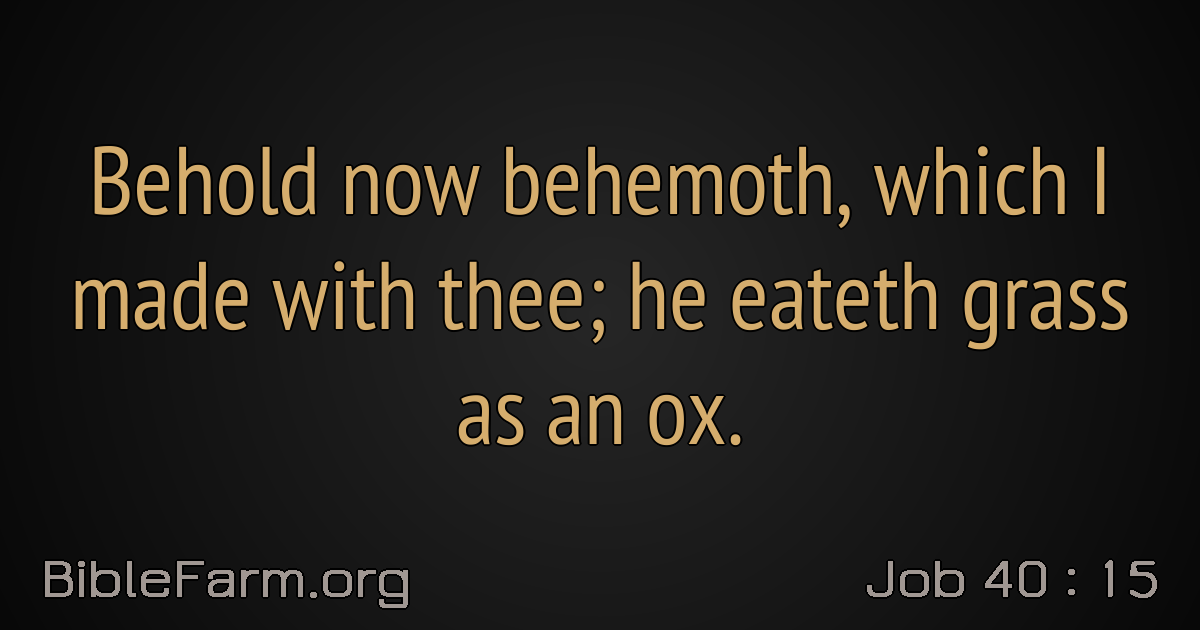 Behold now behemoth, which I
made with thee; he eateth grass
as an ox.
BibleFarm.org
Job 40 : 15